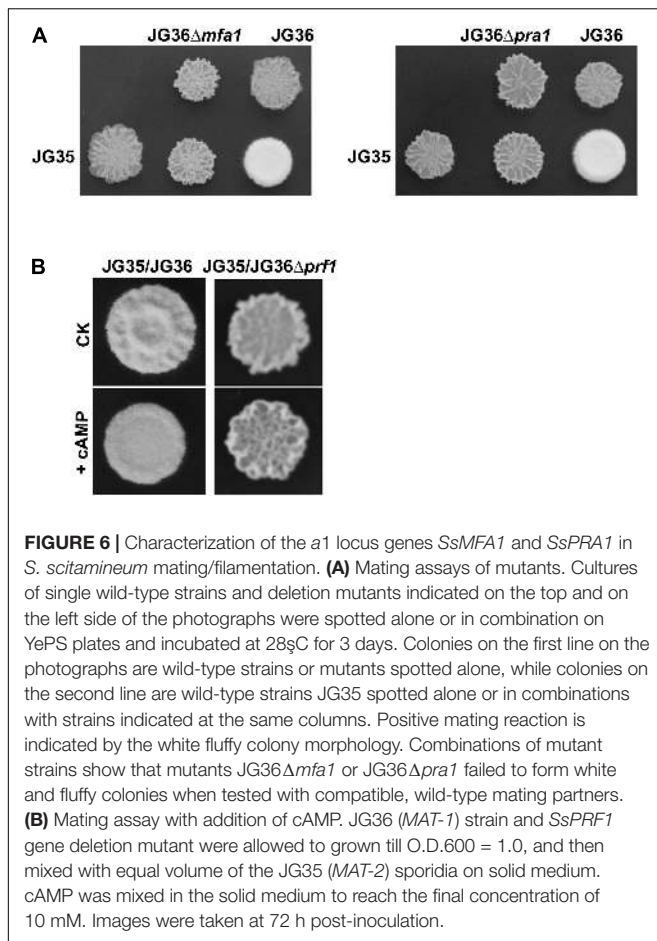 A
JG36Δmfa1 JG36
JG35
JG36Δpra1 JG36
JG35
B
JG35/JG36 JG35/JG36Δprf1
CK
+ cAMP
FIGURE 6 | Characterization of the a1 locus genes SsMFA1 and SsPRA1 in
S. scitamineum mating/filamentation. (A) Mating assays of mutants. Cultures
of single wild-type strains and deletion mutants indicated on the top and on
the left side of the photographs were spotted alone or in combination on
YePS plates and incubated at 28şC for 3 days. Colonies on the first line on the
photographs are wild-type strains or mutants spotted alone, while colonies on
the second line are wild-type strains JG35 spotted alone or in combinations
with strains indicated at the same columns. Positive mating reaction is
indicated by the white fluffy colony morphology. Combinations of mutant
strains show that mutants JG36Δmfa1 or JG36Δpra1 failed to form white
and fluffy colonies when tested with compatible, wild-type mating partners.
(B) Mating assay with addition of cAMP. JG36 (MAT-1) strain and SsPRF1
gene deletion mutant were allowed to grown till O.D.600 = 1.0, and then
mixed with equal volume of the JG35 (MAT-2) sporidia on solid medium.
cAMP was mixed in the solid medium to reach the final concentration of
10 mM. Images were taken at 72 h post-inoculation.